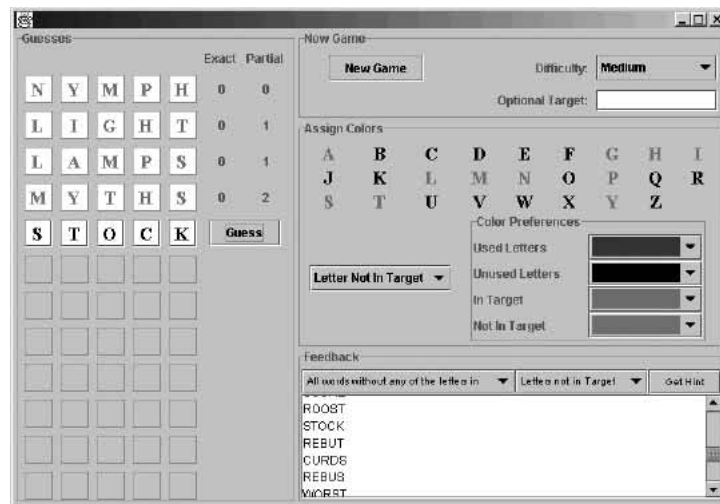 Guesses
Exact Partial
N Y M P H 0 0
L I G H T 0 1
L A M P S 0 1
M Y T H S 0 2
S T O C K Guess
New Game
New Game
Difficulty: Medium
Optional Target:
Assign Colors
A B C D E F G H I
J K L M N O P Q R
S T U V W X Y Z
Letter Not In Target
Color Preferences
Used Letters
Unused Letters
In Target
Not In Target
Feedback
All words without any of the letters in
Letters not in Target
Get Hint
ROOST
STOCK
REBUT
CURDS
REBUS
WORST